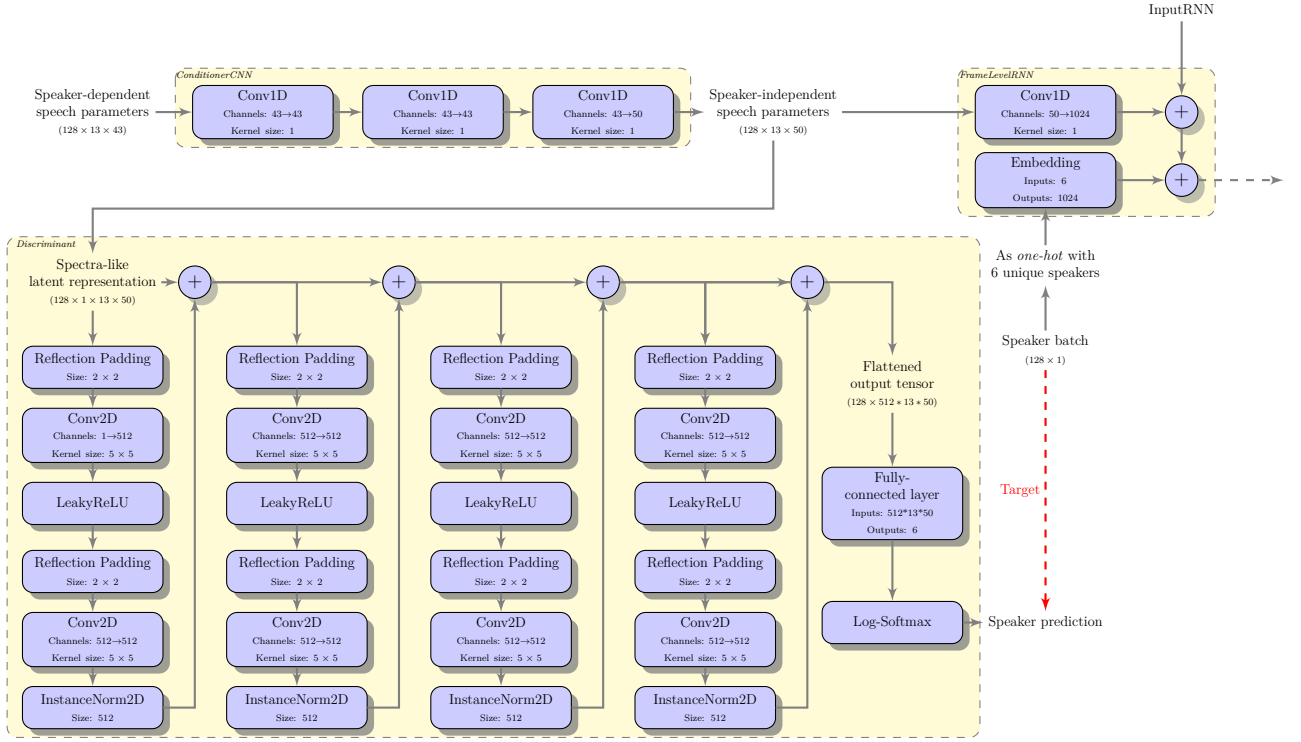 InputRNN
ConditionerCNN
Speaker-dependent
speech parameters
(128 × 13 × 43)
Conv1D
Channels: 43→43
Kernel size: 1
Conv1D
Channels: 43→43
Kernel size: 1
Conv1D
Channels: 43→50
Kernel size: 1
Speaker-independent
speech parameters
(128 × 13 × 50)
FrameLevelRNN
Conv1D
Channels: 50→1024
Kernel size: 1
+
Embedding
Inputs: 6
Outputs: 1024
+
As one-hot with
6 unique speakers
Speaker batch
(128 × 1)
Target
Speaker prediction
Discriminant
Spectra-like
latent representation
(128 × 1 × 13 × 50)
+
+
+
+
Reflection Padding
Size: 2 × 2
Conv2D
Channels: 1→512
Kernel size: 5 × 5
LeakyReLU
Reflection Padding
Size: 2 × 2
Conv2D
Channels: 512→512
Kernel size: 5 × 5
InstanceNorm2D
Size: 512
Reflection Padding
Size: 2 × 2
Conv2D
Channels: 512→512
Kernel size: 5 × 5
LeakyReLU
Reflection Padding
Size: 2 × 2
Conv2D
Channels: 512→512
Kernel size: 5 × 5
InstanceNorm2D
Size: 512
Reflection Padding
Size: 2 × 2
Conv2D
Channels: 512→512
Kernel size: 5 × 5
LeakyReLU
Reflection Padding
Size: 2 × 2
Conv2D
Channels: 512→512
Kernel size: 5 × 5
InstanceNorm2D
Size: 512
Reflection Padding
Size: 2 × 2
Conv2D
Channels: 512→512
Kernel size: 5 × 5
LeakyReLU
Reflection Padding
Size: 2 × 2
Conv2D
Channels: 512→512
Kernel size: 5 × 5
InstanceNorm2D
Size: 512
Flattened
output tensor
(128 × 512 ∗ 13 ∗ 50)
Fully-
connected layer
Inputs: 512*13*50
Outputs: 6
Log-Softmax